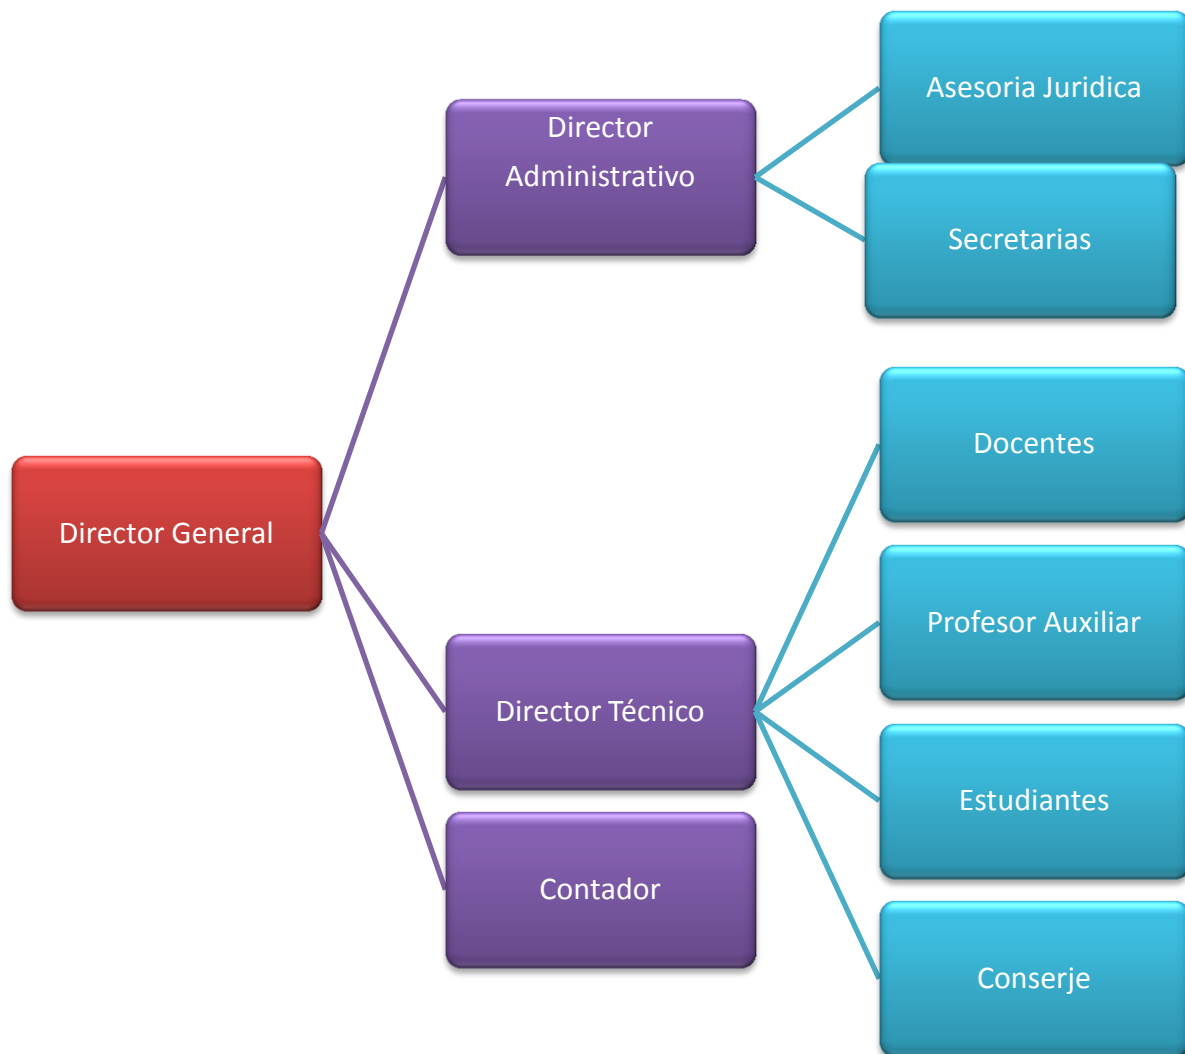 Director General
Director
Administrativo
Asesoria Juridica
Secretarias
Director Técnico
Docentes
Profesor Auxiliar
Estudiantes
Conserje
Contador